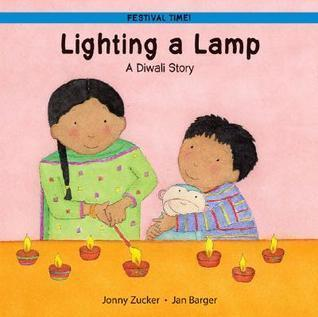 FESTIVAL TIME!
Lighting a Lamp
A Diwali Story
Jonny Zucker • Jan Barger